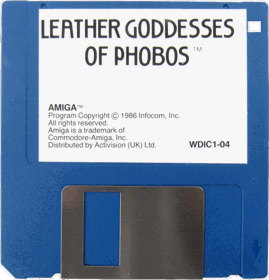 LEATHER GODDESSES
OF PHOBOS™
AMIGA™
Program Copyright © 1986 Infocom, Inc.
All rights reserved.
Amiga is a trademark of
Commodore-Amiga, Inc.
Distributed by Activision (UK) Ltd. WDIC1-04